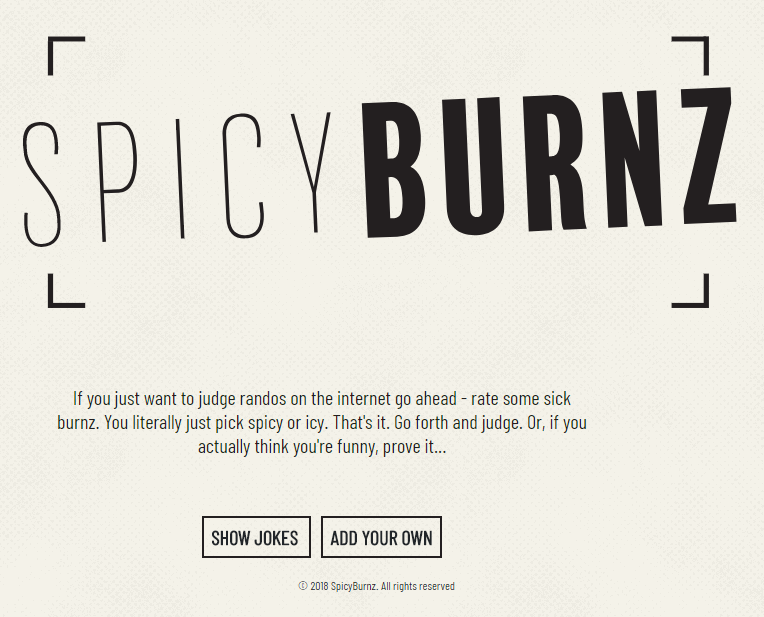 SPICYBURNZ
If you just want to judge randos on the internet go ahead - rate some sick
burnz. You literally just pick spicy or icy. That's it. Go forth and judge. Or, if you
actually think you're funny, prove it...
SHOW JOKES ADD YOUR OWN
© 2018 SpicyBurnz. All rights reserved